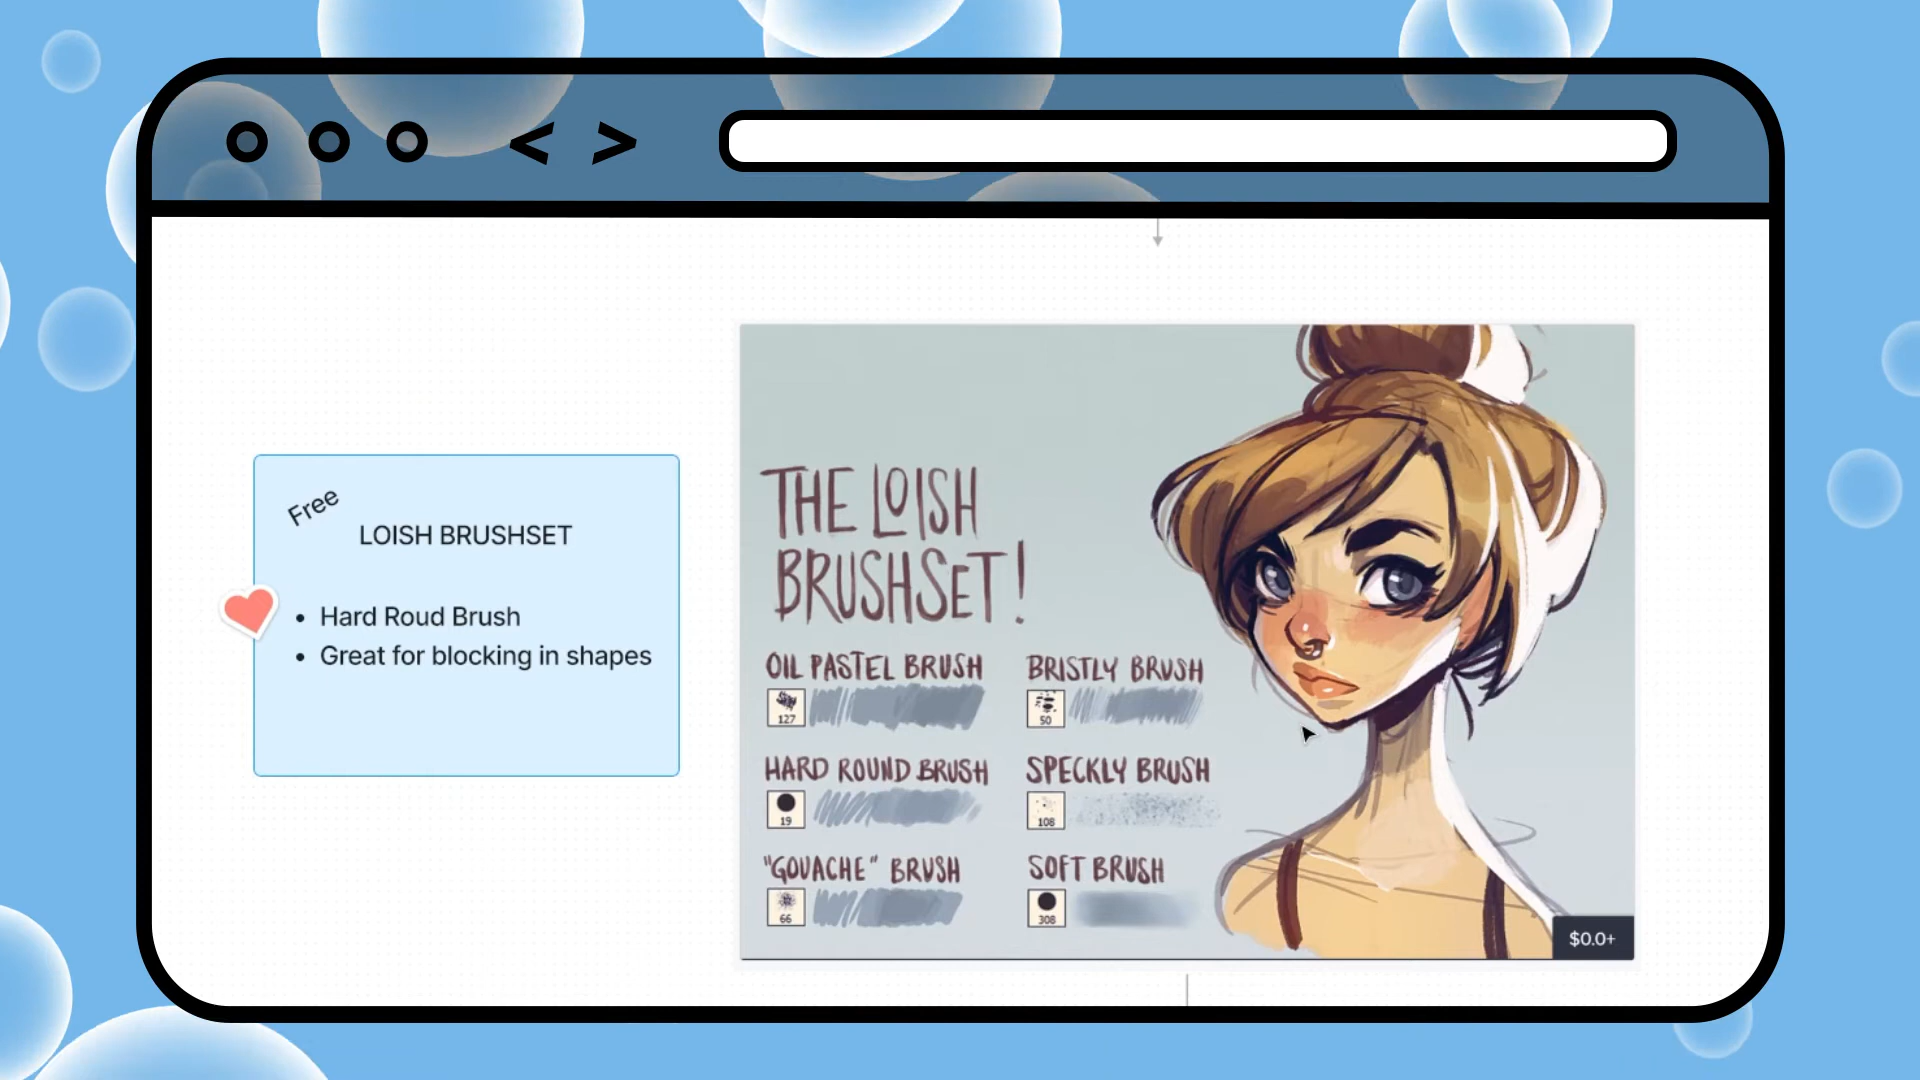 Free
LOISH BRUSHSET
• Hard Roud Brush
• Great for blocking in shapes
THE LOISH
BRUSHSET!
OIL PASTEL BRUSH
127
BRISTLY BRUSH
50
HARD ROUND BRUSH
19
SPECKLY BRUSH
108
"GOUACHE" BRUSH
66
SOFT BRUSH
308
$0.0+